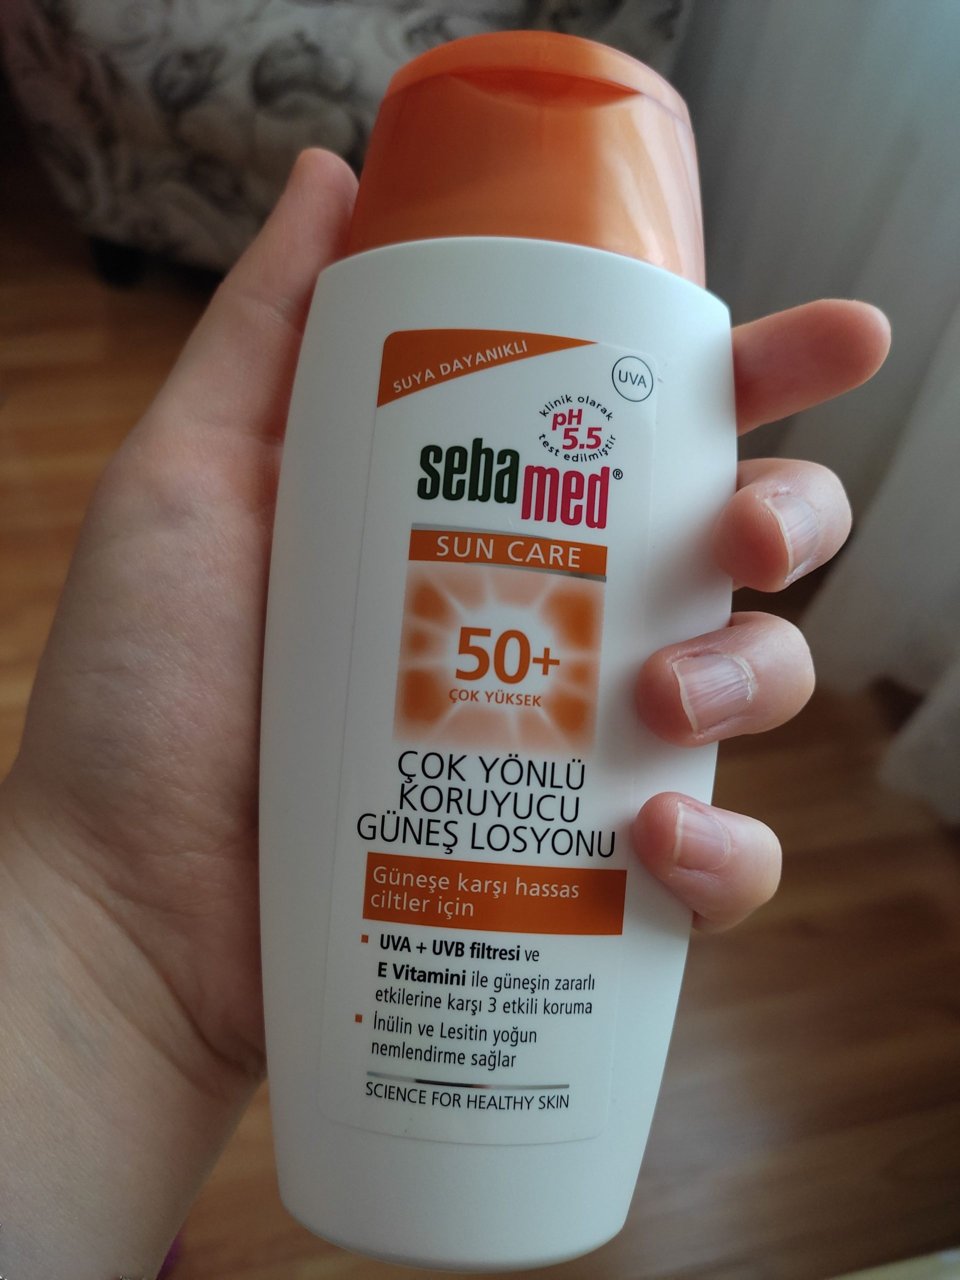 SUYA DAYANIKLI
UVA
klinik olarak
pH
5.5
test edilmiştir
sebamed®
SUN CARE
50+
ÇOK YÜKSEK
ÇOK YÖNLÜ
KORUYUCU
GÜNEŞ LOSYONU
Güneşe karşı hassas
ciltler için
▪ UVA + UVB filtresi ve
E Vitamini ile güneşin zararlı
etkilerine karşı 3 etkili koruma
▪ İnülin ve Lesitin yoğun
nemlendirme sağlar
SCIENCE FOR HEALTHY SKIN